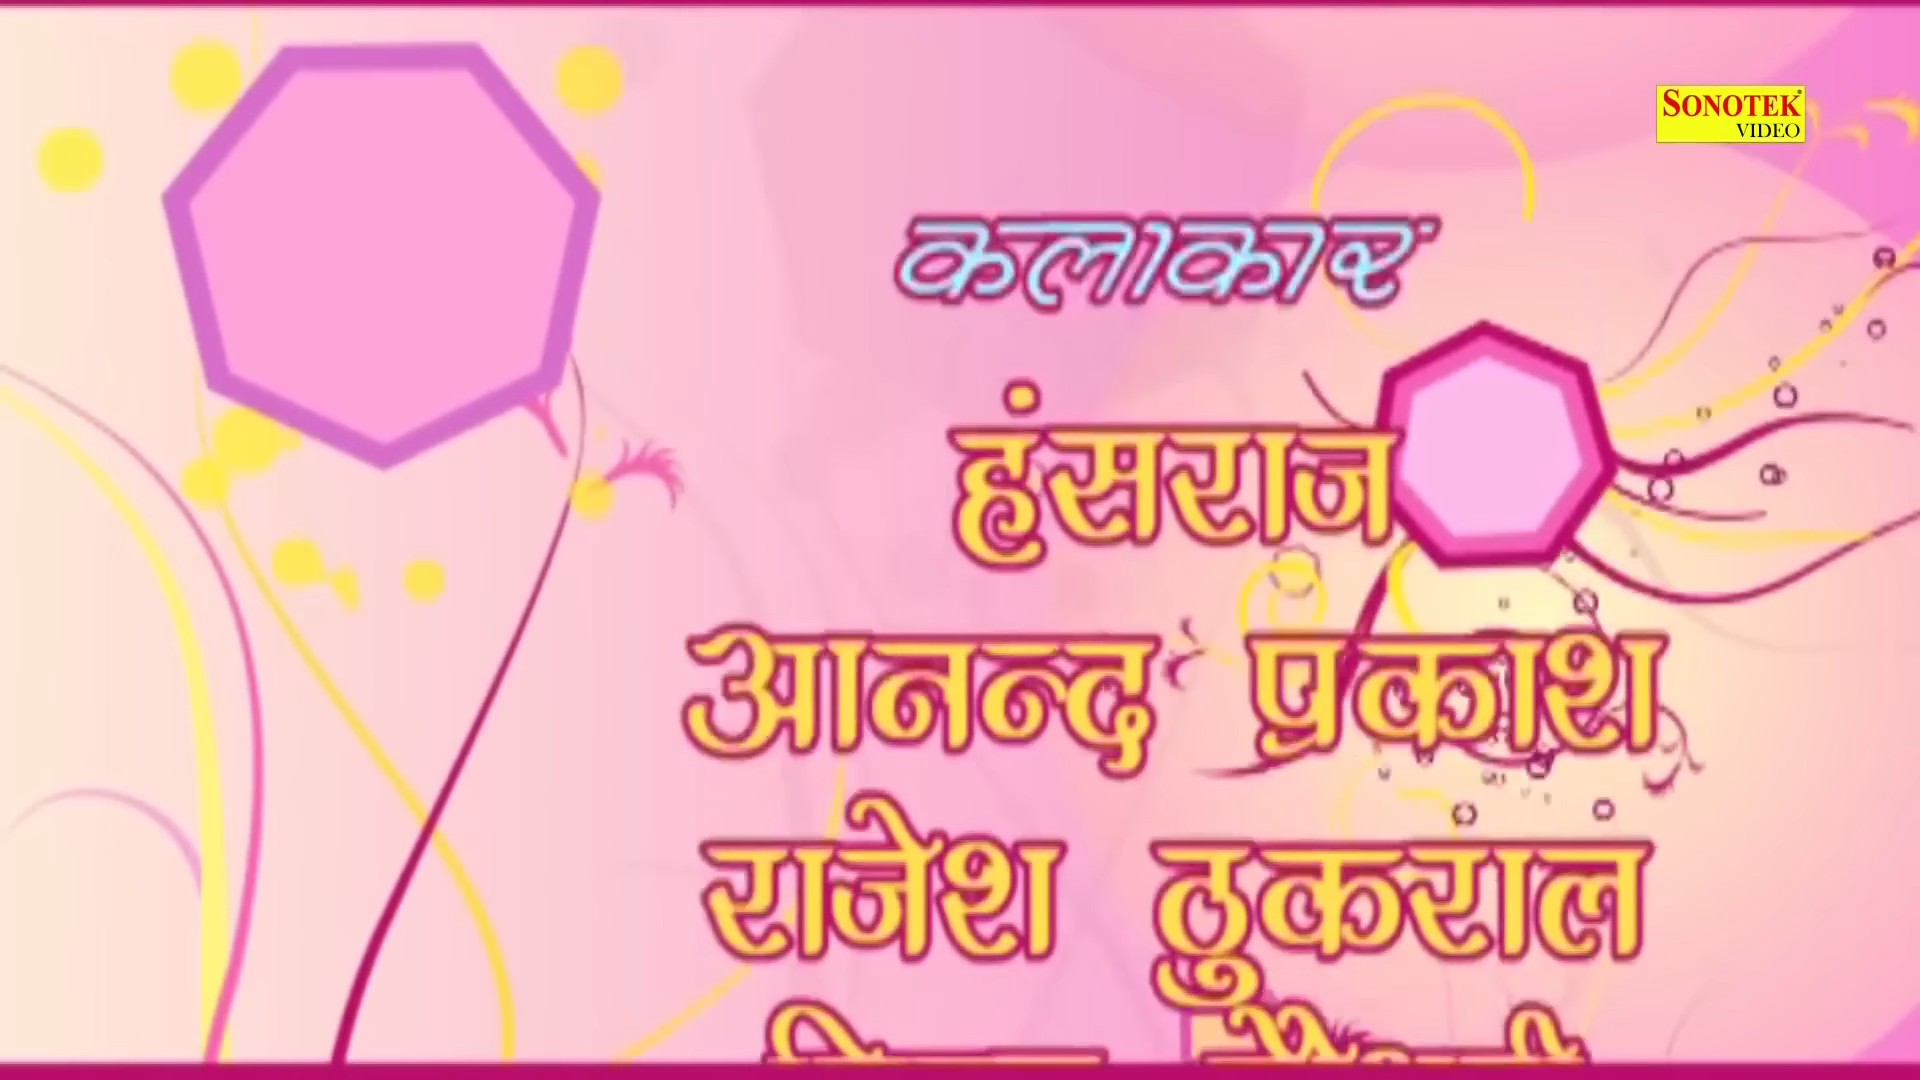 SONOTEK
VIDEO
कलाकार
हंसराज
आनन्द प्रकाश
राजेश ठुकराल